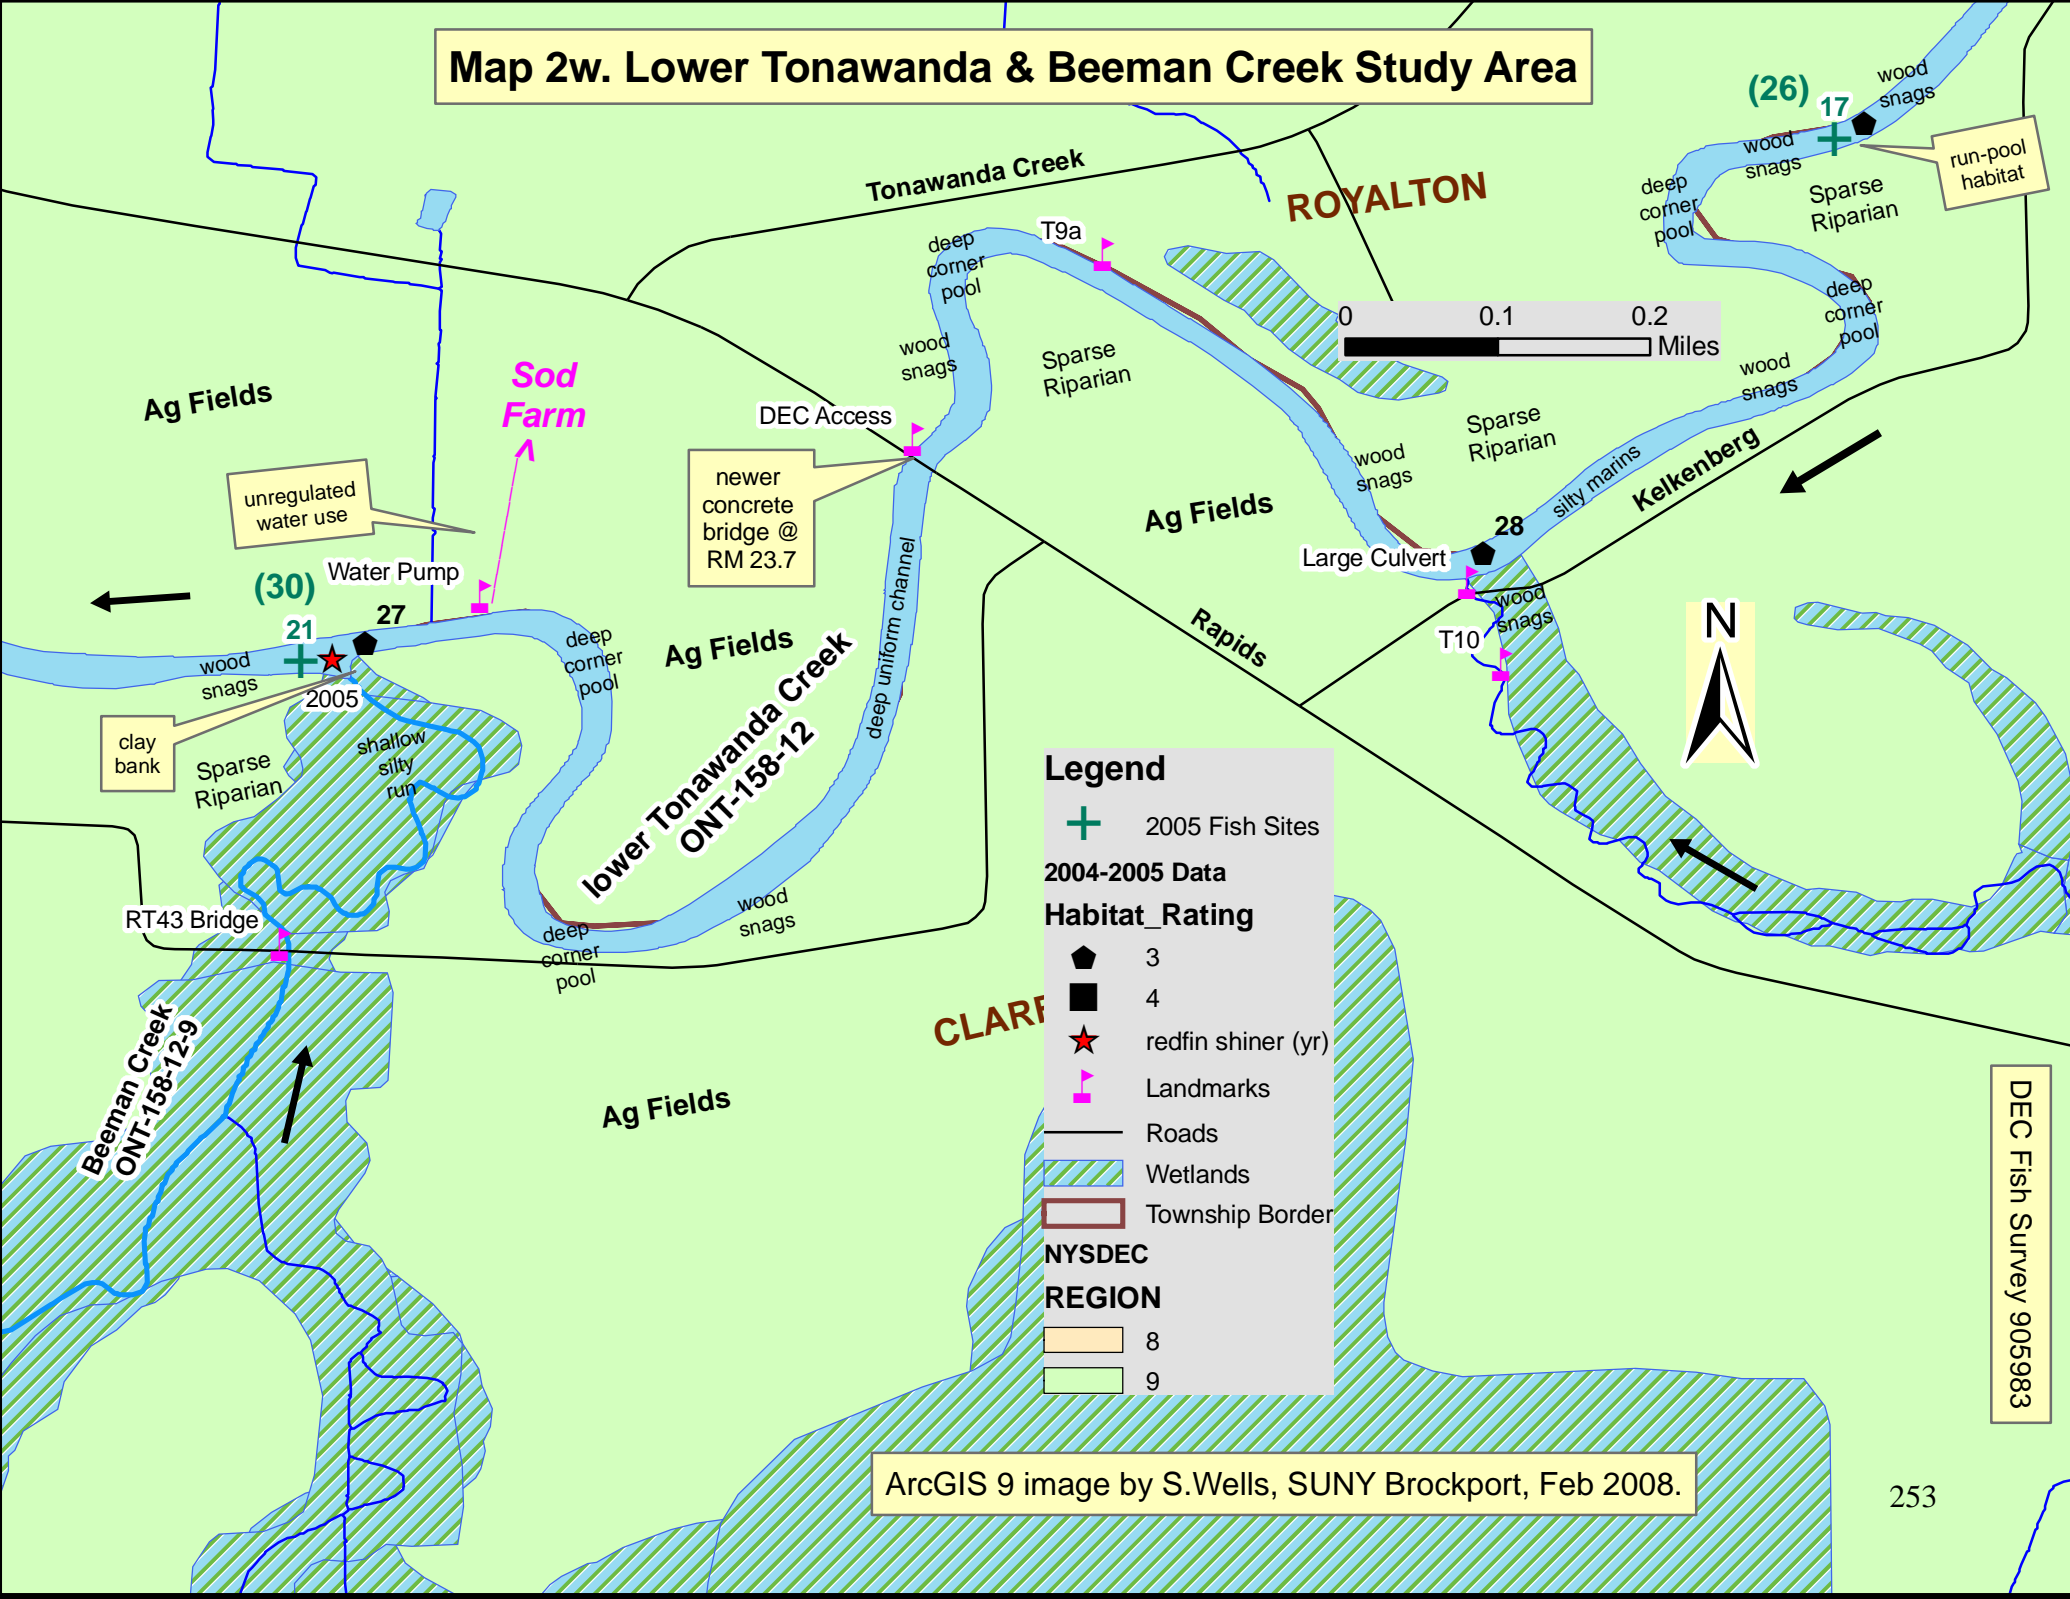 Map 2w. Lower Tonawanda & Beeman Creek Study Area
(26)
17
wood
snags
wood
snags
run-pool
habitat
Sparse
Riparian
deep
corner
pool
Tonawanda Creek
ROYALTON
T9a
deep
corner
pool
deep
corner
pool
0 0.1 0.2
Miles
wood
snags
Sparse
Riparian
wood
snags
Sod
Farm
Ag Fields
DEC Access
Sparse
Riparian
wood
snags
silty marins
Kelkenberg
newer
concrete
bridge @
RM 23.7
unregulated
water use
Ag Fields
28
Large Culvert
Water Pump
(30)
21
27
wood
snags
2005
deep
corner
pool
Ag Fields
deep uniform channel
Rapids
wood
snags
T10
N
clay
bank
Sparse
Riparian
shallow
silty
run
lower Tonawanda Creek
ONT-158-12
wood
snags
deep
corner
pool
RT43 Bridge
Beeman Creek
ONT-158-12-9
CLARE
Ag Fields
Legend
2005 Fish Sites
2004-2005 Data
Habitat_Rating
3
4
redfin shiner (yr)
Landmarks
Roads
Wetlands
Township Border
NYSDEC
REGION
8
9
DEC Fish Survey 905983
ArcGIS 9 image by S.Wells, SUNY Brockport, Feb 2008.
253